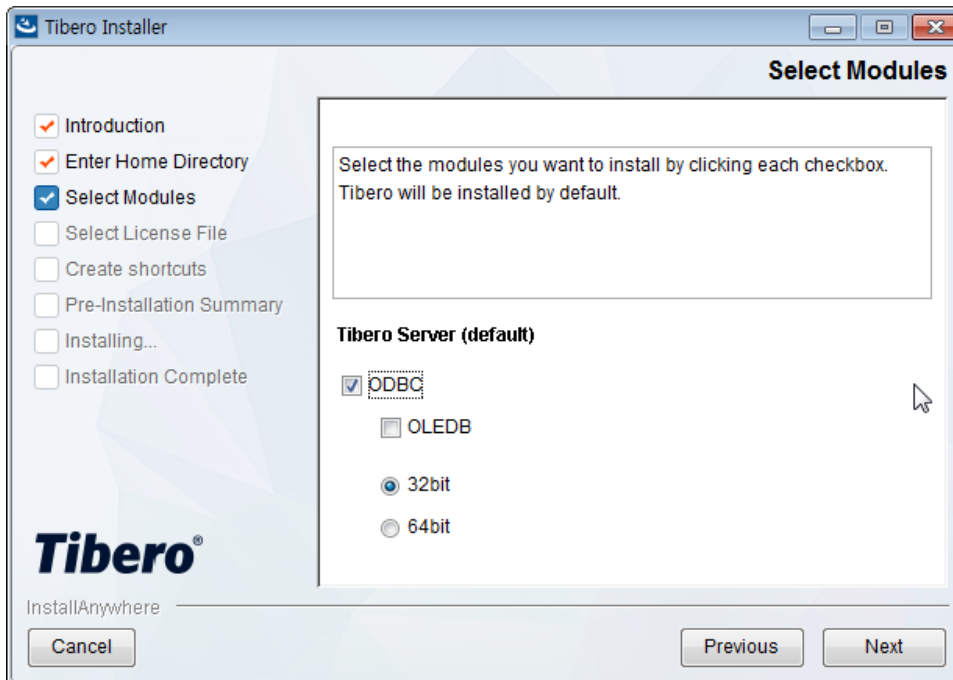 Tibero Installer
Select Modules
Introduction
Enter Home Directory
Select Modules
Select License File
Create shortcuts
Pre-Installation Summary
Installing...
Installation Complete
Select the modules you want to install by clicking each checkbox.
Tibero will be installed by default.
Tibero Server (default)
ODBC
OLEDB
32bit
64bit
Tibero®
InstallAnywhere
Cancel
Previous
Next